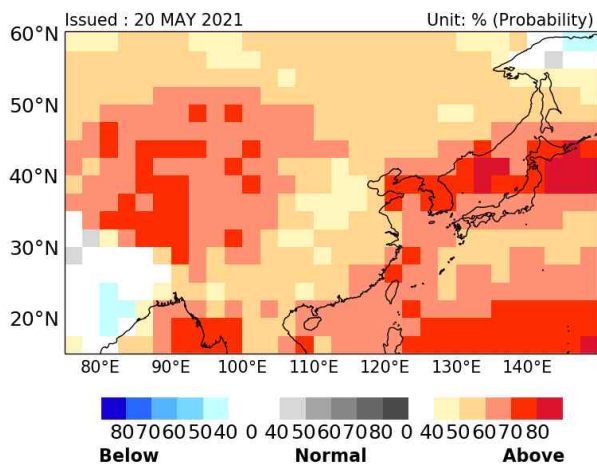 Issued : 20 MAY 2021 Unit: % (Probability)
60°N
50°N
40°N
30°N
20°N
80°E 90°E 100°E 110°E 120°E 130°E 140°E
80 70 60 50 40 0 40 50 60 70 80 0 40 50 60 70 80
Below Normal Above